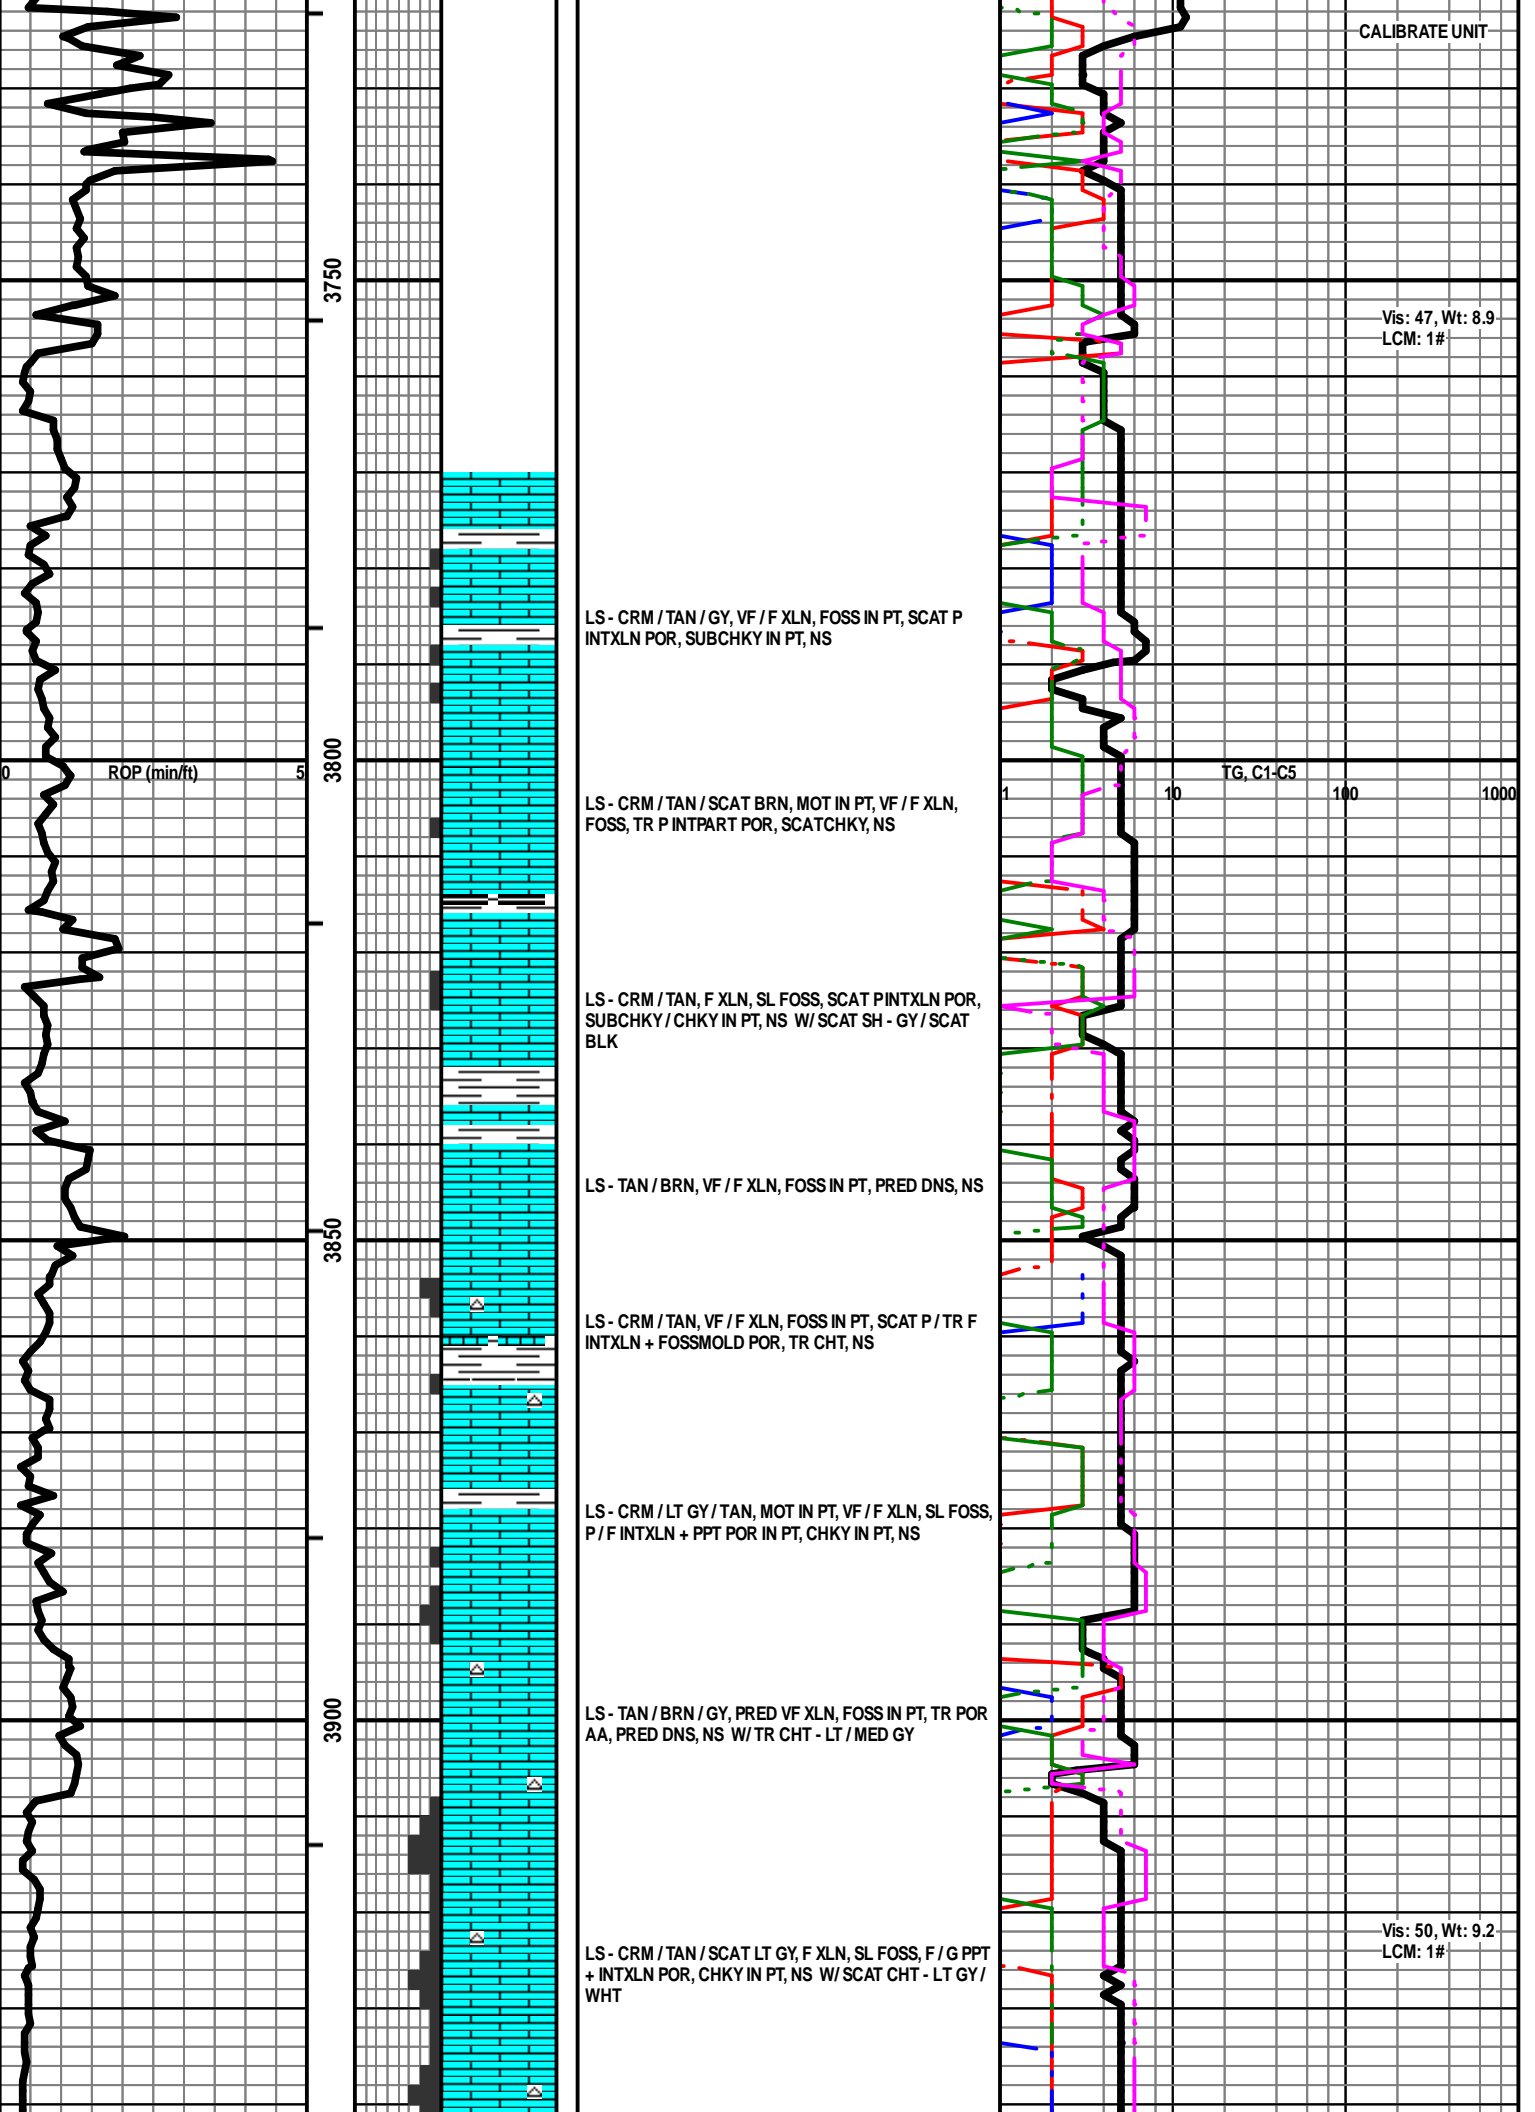 CALIBRATE UNIT
3750
Vis: 47, Wt: 8.9
LCM: 1#
LS - CRM / TAN / GY, VF / F XLN, FOSS IN PT, SCAT P
INTXLN POR, SUBCHKY IN PT, NS
3800
0 ROP (min/ft) 5
TG, C1-C5
1 10 100 1000
LS - CRM / TAN / SCAT BRN, MOT IN PT, VF / F XLN,
FOSS, TR P INTPART POR, SCATCHKY, NS
LS - CRM / TAN, F XLN, SL FOSS, SCAT P INTXLN POR,
SUBCHKY / CHKY IN PT, NS W/ SCAT SH - GY / SCAT
BLK
LS - TAN / BRN, VF / F XLN, FOSS IN PT, PRED DNS, NS
3850
LS - CRM / TAN, VF / F XLN, FOSS IN PT, SCAT P / TR F
INTXLN + FOSSMOLD POR, TR CHT, NS
LS - CRM / LT GY / TAN, MOT IN PT, VF / F XLN, SL FOSS,
P / F INTXLN + PPT POR IN PT, CHKY IN PT, NS
3900
LS - TAN / BRN / GY, PRED VF XLN, FOSS IN PT, TR POR
AA, PRED DNS, NS W/ TR CHT - LT / MED GY
Vis: 50, Wt: 9.2
LCM: 1#
LS - CRM / TAN / SCAT LT GY, F XLN, SL FOSS, F / G PPT
+ INTXLN POR, CHKY IN PT, NS W/ SCAT CHT - LT GY /
WHT